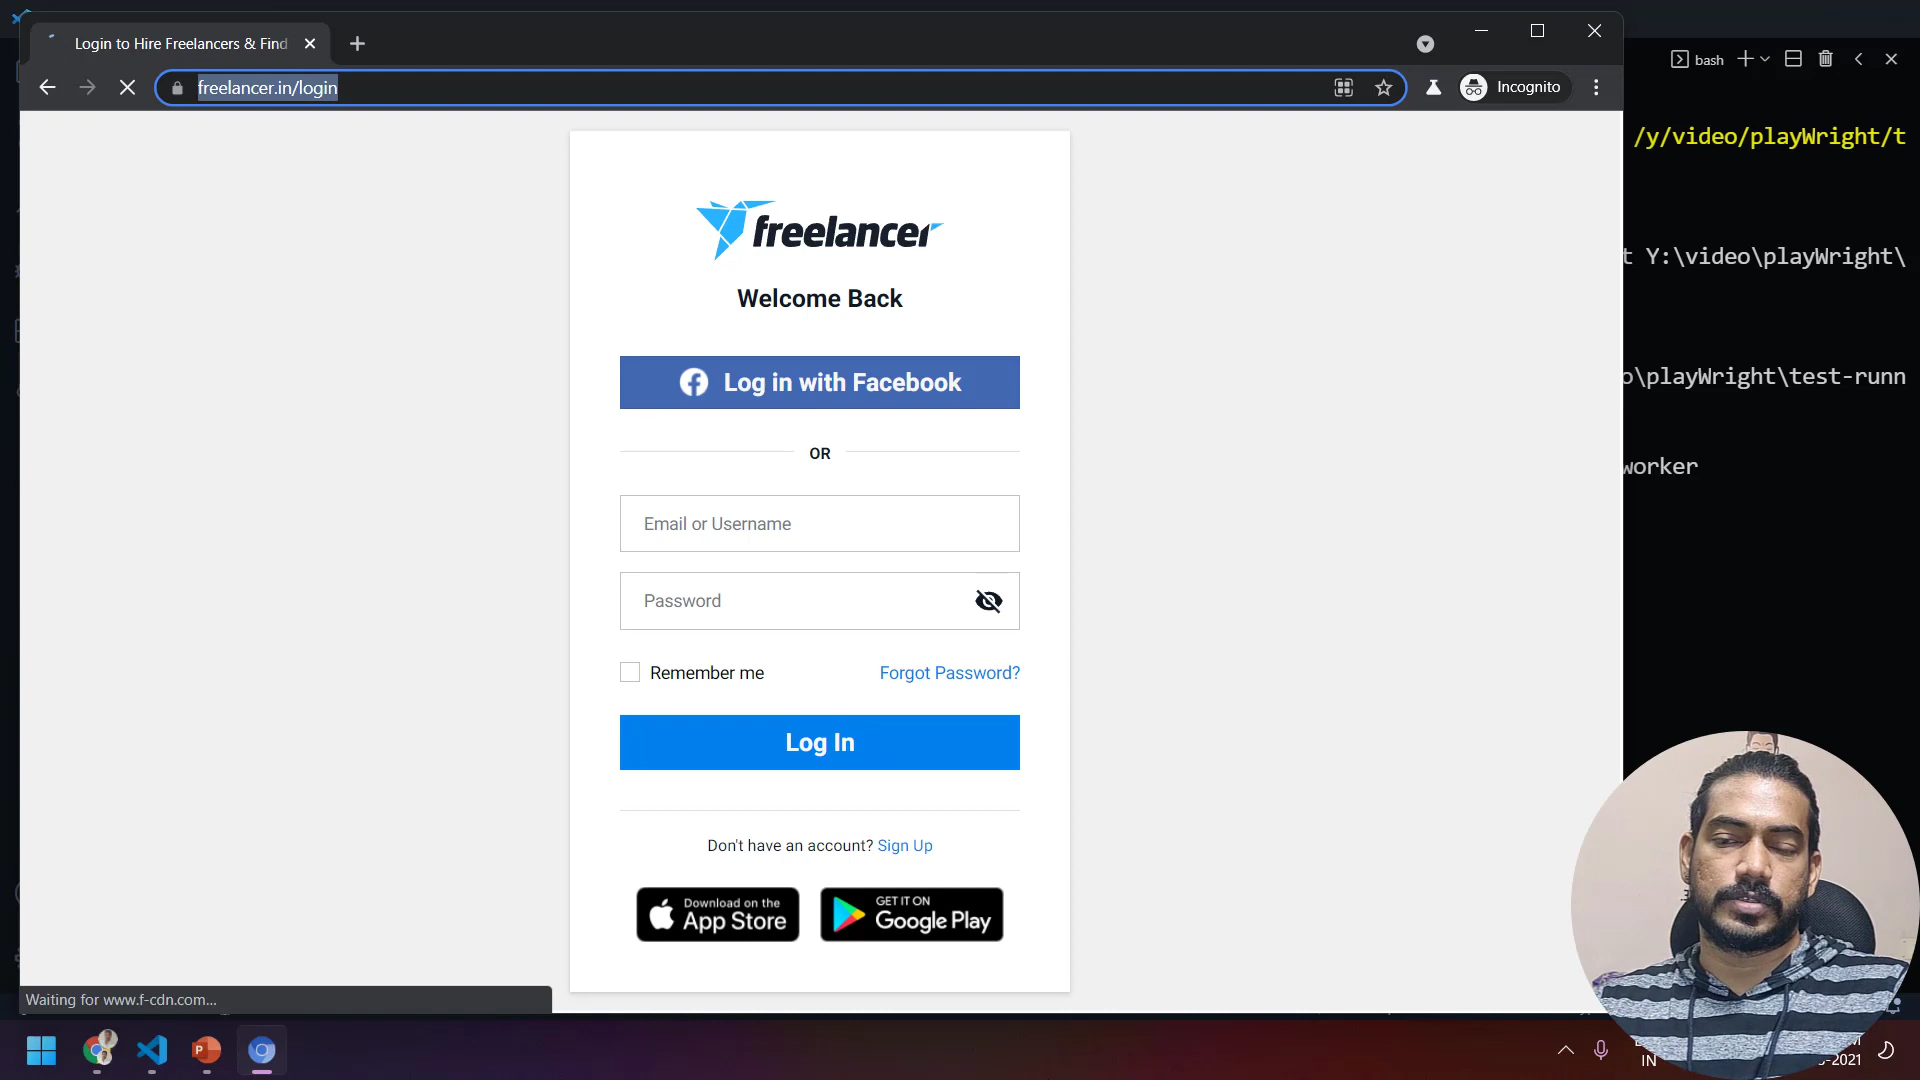 Login to Hire Freelancers & Find
bash
freelancer.in/login
Incognito
/y/video/playWright/t
freelancer
t Y:\video\playWright\
Welcome Back
Log in with Facebook
o\playWright\test-runn
OR
worker
Email or Username
Password
Remember me
Forgot Password?
Log In
Don't have an account? Sign Up
Download on the
App Store
GET IT ON
Google Play
Waiting for www.f-cdn.com...
IN
-2021